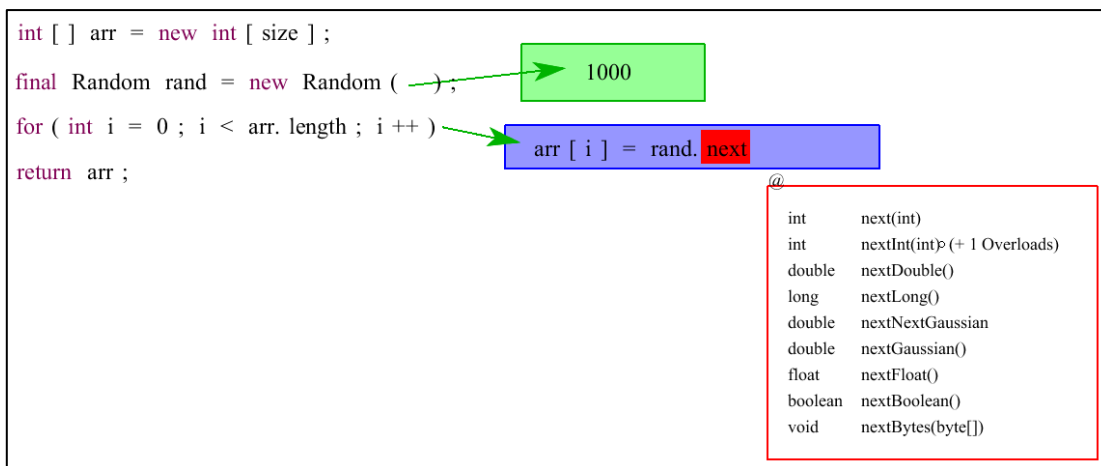 int [ ] arr = new int [ size ] ;
final Random rand = new Random ( ) ;
1000
for ( int i = 0 ; i < arr. length ; i ++ )
arr [ i ] = rand. next
return arr ;
@
int next(int)
int nextInt(int) (+ 1 Overloads)
double nextDouble()
long nextLong()
double nextNextGaussian
double nextGaussian()
float nextFloat()
boolean nextBoolean()
void nextBytes(byte[])